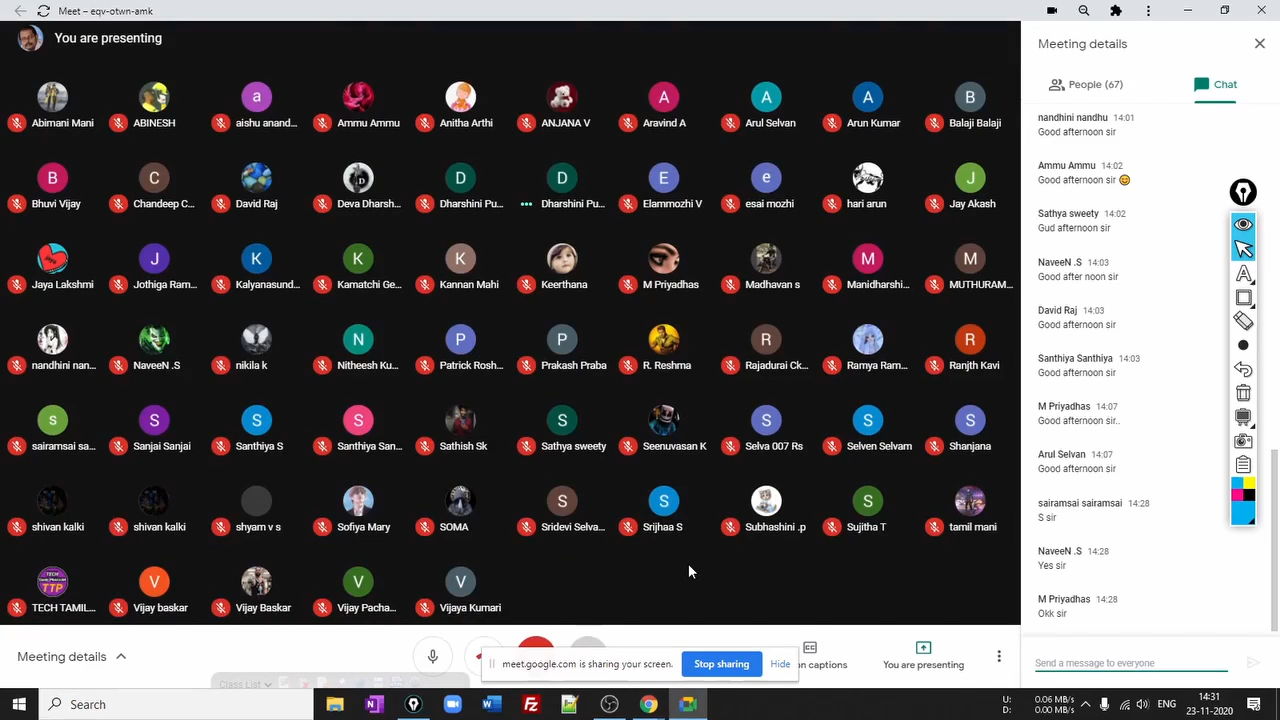 Meet – eqv-otwn-amk
You are presenting
Abimani Mani
ABINESH
a
aishu anand...
Ammu Ammu
Anitha Arthi
ANJANA V
A
Aravind A
A
Arul Selvan
A
Arun Kumar
B
Balaji Balaji
B
Bhuvi Vijay
C
Chandeep C...
David Raj
D
Deva Dharsh...
D
Dharshini Pu...
D
Dharshini Pu...
E
Elammozhi V
e
esai mozhi
hari arun
J
Jay Akash
Jaya Lakshmi
J
Jothiga Ram...
K
Kalyanasund...
K
Kamatchi Ge...
K
Kannan Mahi
Keerthana
M Priyadhas
Madhavan s
M
Manidharshi...
M
MUTHURAM...
nandhini nan...
NaveeN .S
nikila k
N
Nitheesh Ku...
P
Patrick Rosh...
P
Prakash Praba
R. Reshma
R
Rajadurai Ck...
Ramya Ram...
R
Ranjth Kavi
s
sairamsai sa...
S
Sanjai Sanjai
S
Santhiya S
S
Santhiya San...
Sathish Sk
S
Sathya sweety
Seenuvasan K
S
Selva 007 Rs
S
Selven Selvam
S
Shanjana
shivan kalki
shivan kalki
shyam v s
Sofiya Mary
SOMA
S
Sridevi Selva...
S
Srijhaa S
Subhashini .p
S
Sujitha T
tamil mani
TECH TTP
TECH TAMIL...
V
Vijay baskar
Vijay Baskar
V
Vijay Pacha...
V
Vijaya Kumari
Meeting details
People (67)
Chat
nandhini nandhu 14:01
Good afternoon sir
Ammu Ammu 14:02
Good afternoon sir 😊
Sathya sweety 14:02
Gud afternoon sir
NaveeN .S 14:03
Good after noon sir
David Raj 14:03
Good afternoon sir
Santhiya Santhiya 14:03
Good afternoon sir
M Priyadhas 14:07
Good afternoon sir..
Arul Selvan 14:07
Good afternoon sir
sairamsai sairamsai 14:28
S sir
NaveeN .S 14:28
Yes sir
M Priyadhas 14:28
Okk sir
Send a message to everyone
A
Meeting details
Class List
meet.google.com is sharing your screen.
Stop sharing
Hide
on captions
You are presenting
Search
U: 0.06 MB/s
D: 0.00 MB/s
ENG
14:31
23-11-2020